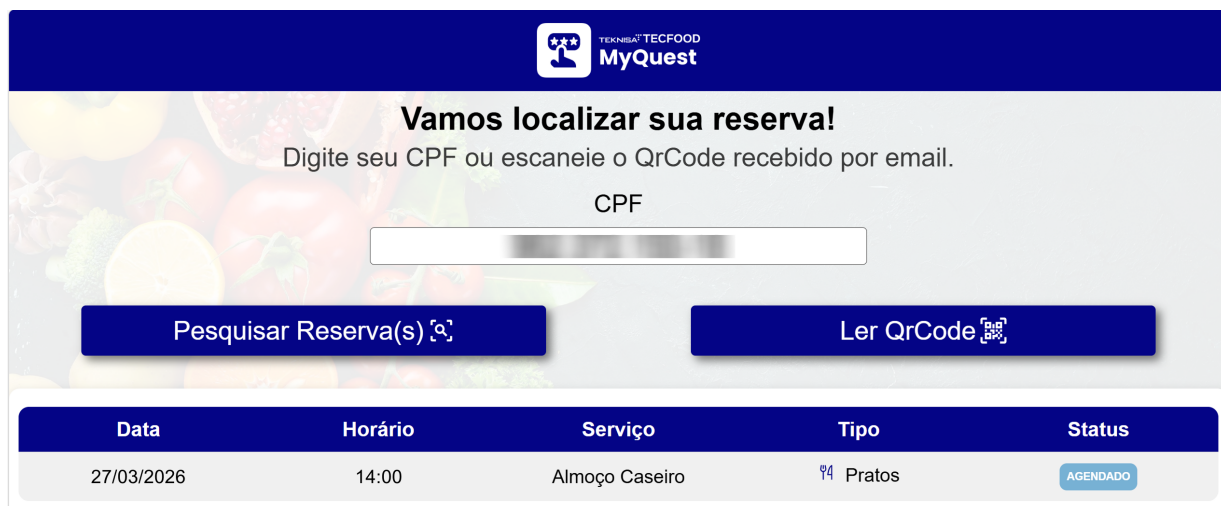 TEKNISA TECFOOD
MyQuest
Vamos localizar sua reserva!
Digite seu CPF ou escaneie o QrCode recebido por email.
CPF
Pesquisar Reserva(s)
Ler QrCode
Data Horário Serviço Tipo Status
27/03/2026 14:00 Almoço Caseiro Pratos AGENDADO